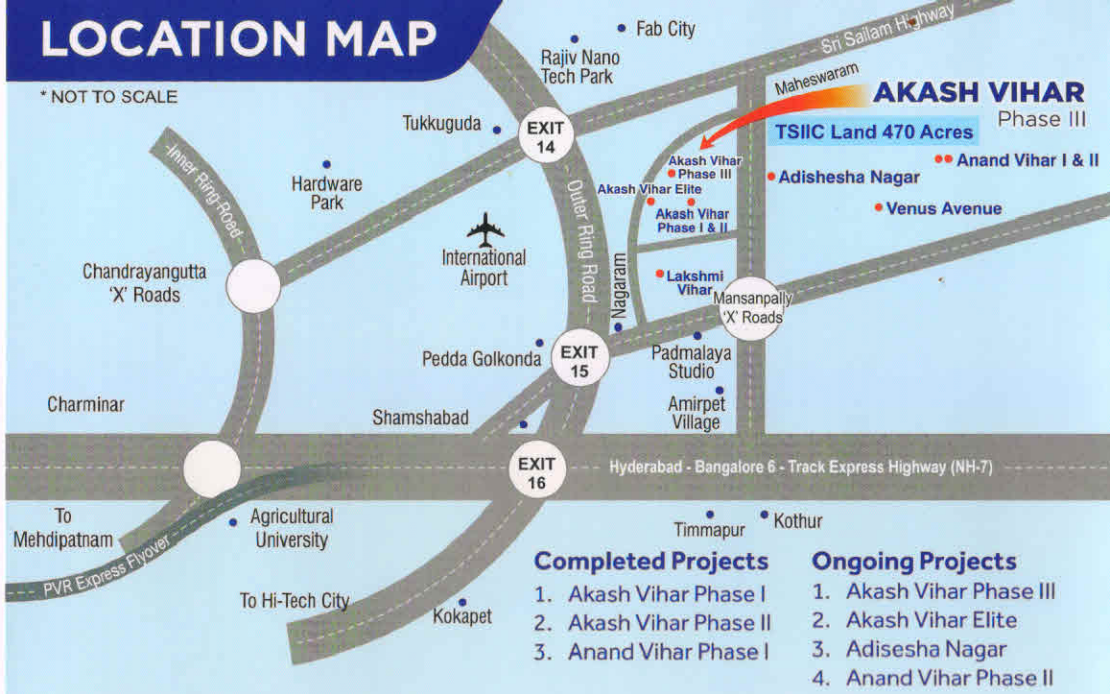 LOCATION MAP
* NOT TO SCALE
Fab City
Rajiv Nano
Tech Park
Sri Sailam Highway
Maheswaram
AKASH VIHAR
Phase III
TSIIC Land 470 Acres
Tukkuguda
EXIT
14
Inner Ring Road
Hardware
Park
Outer Ring Road
Akash Vihar
Phase III
Akash Vihar Elite
Akash Vihar
Phase I & II
Anand Vihar I & II
Adishesha Nagar
Venus Avenue
International
Airport
Chandrayangutta
'X' Roads
Nagaram
Lakshmi
Vihar
Mansanpally
'X' Roads
Pedda Golkonda
EXIT
15
Padmalaya
Studio
Charminar
Shamshabad
Amirpet
Village
EXIT
16
Hyderabad - Bangalore 6 - Track Express Highway (NH-7)
To
Mehdipatnam
PVR Express Flyover
Agricultural
University
Timmapur
Kothur
To Hi-Tech City
Kokapet
Completed Projects
1. Akash Vihar Phase I
2. Akash Vihar Phase II
3. Anand Vihar Phase I
Ongoing Projects
1. Akash Vihar Phase III
2. Akash Vihar Elite
3. Adisesha Nagar
4. Anand Vihar Phase II